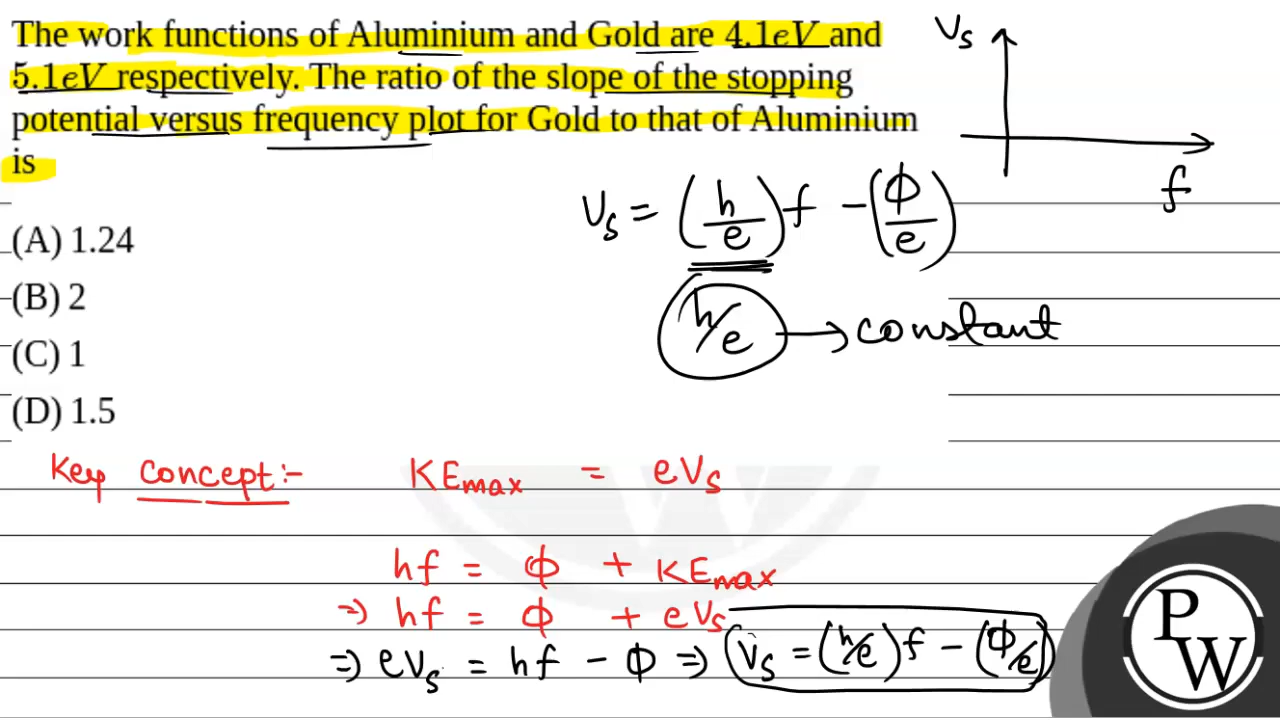 The work functions of Aluminium and Gold are 4.1eV and
5.1eV respectively. The ratio of the slope of the stopping
potential versus frequency plot for Gold to that of Aluminium
is
(A) 1.24
(B) 2
(C) 1
(D) 1.5
Vs
f
Vs = (h/e) f - (Φ/e)
h/e → constant
Key concept:- KEmax = eVs
hf = Φ + KEmax
⇒ hf = Φ + eVs
⇒ eVs = hf - Φ ⇒ Vs = (h/e) f - (Φ/e)
PW